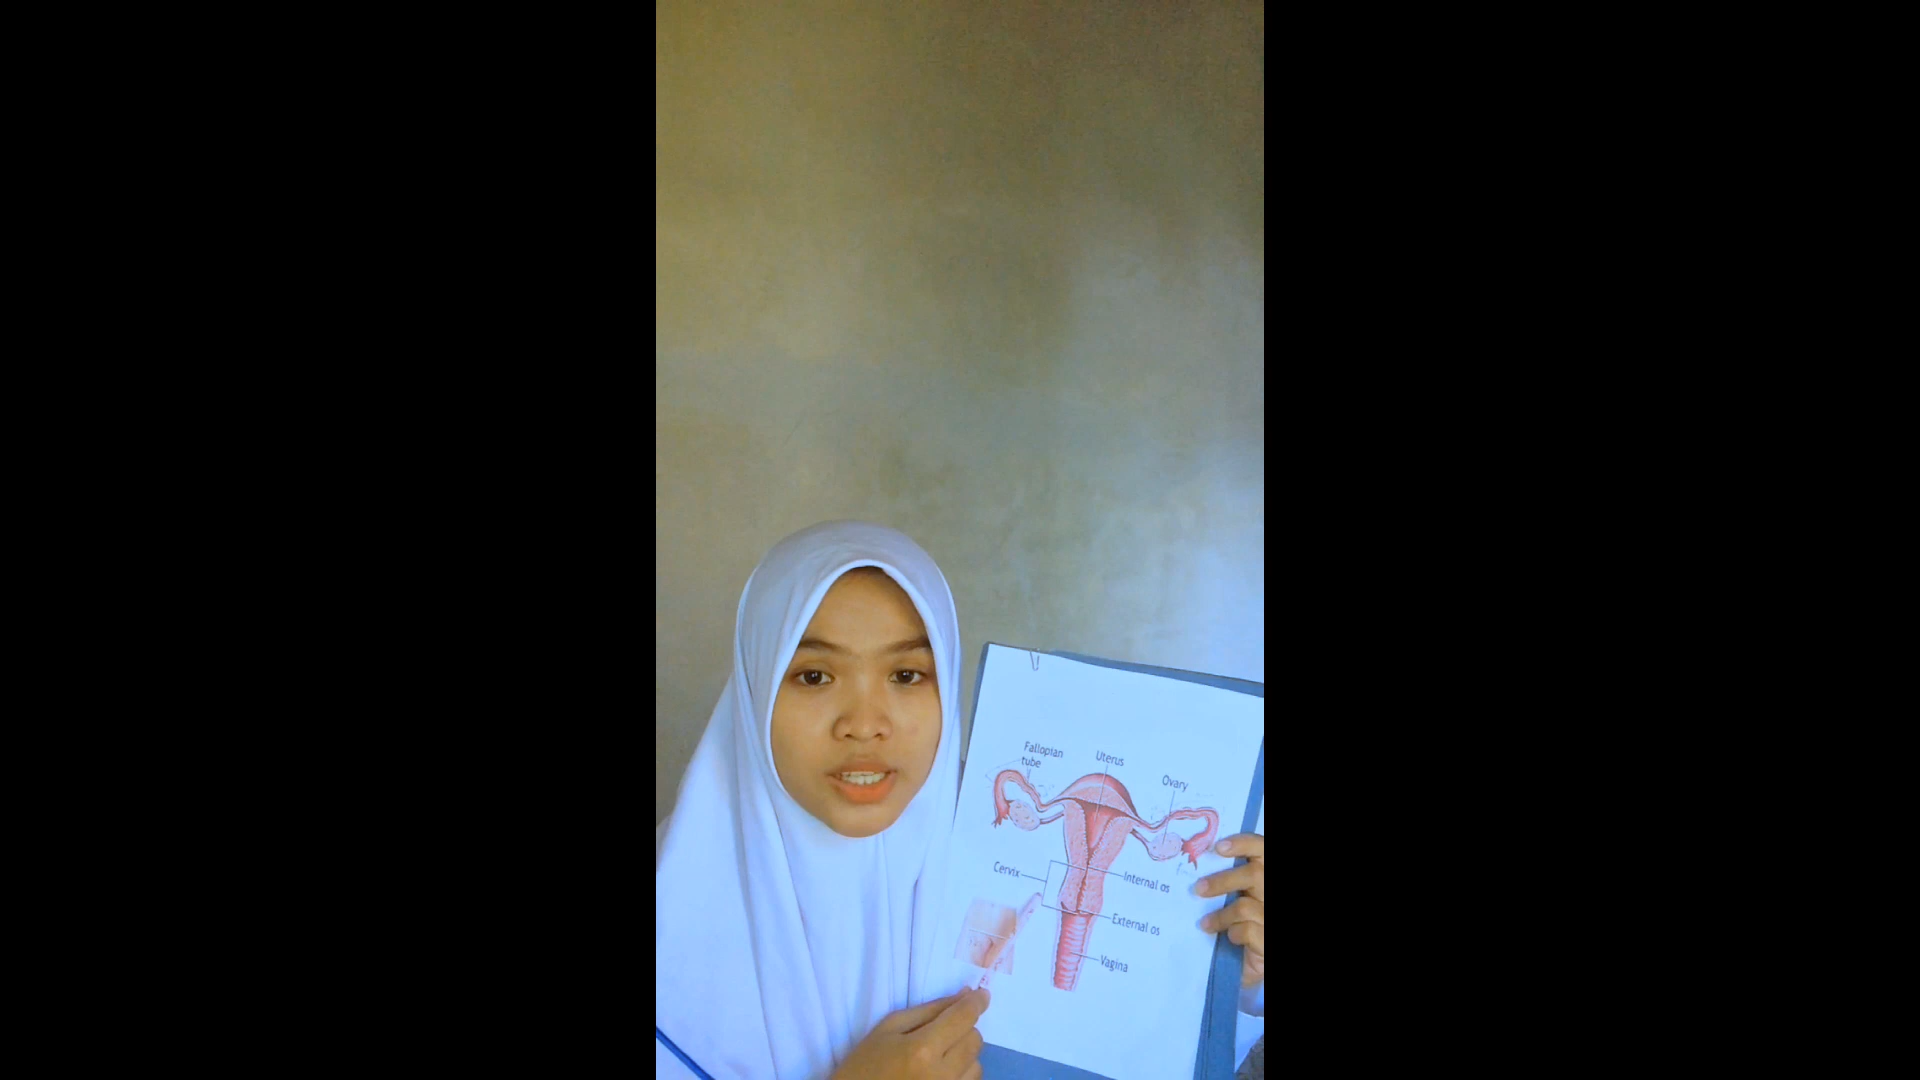 Fallopian
tube
Uterus
Ovary
Cervix
Internal os
External os
Vagina